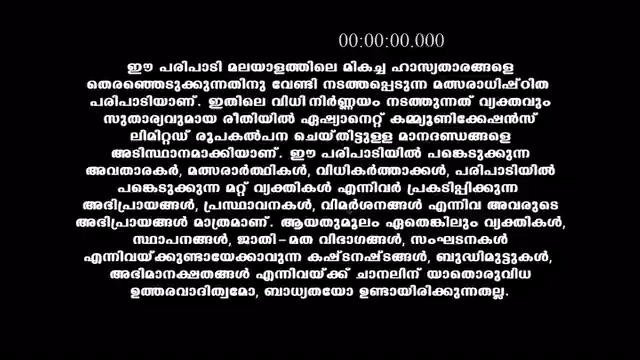 00:00:00.000
ഈ പരിപാടി മലയാളത്തിലെ മികച്ച ഹാസ്യതാരങ്ങളെ
തെരഞ്ഞെടുക്കുന്നതിനു വേണ്ടി നടത്തപ്പെടുന്ന മത്സരാധിഷ്ഠിത
പരിപാടിയാണ്. ഇതിലെ വിധി നിർണ്ണയം നടത്തുന്നത് വ്യക്തവും
സുതാര്യവുമായ രീതിയിൽ ഏഷ്യാനെറ്റ് കമ്മ്യൂണിക്കേഷൻസ്
ലിമിറ്റഡ് രൂപകൽപന ചെയ്തിട്ടുള്ള മാനദണ്ഡങ്ങളെ
അടിസ്ഥാനമാക്കിയാണ്. ഈ പരിപാടിയിൽ പങ്കെടുക്കുന്ന
അവതാരകർ, മത്സരാർത്ഥികൾ, വിധികർത്താക്കൾ, പരിപാടിയിൽ
പങ്കെടുക്കുന്ന മറ്റ് വ്യക്തികൾ എന്നിവർ പ്രകടിപ്പിക്കുന്ന
അഭിപ്രായങ്ങൾ, പ്രസ്ഥാവനകൾ, വിമർശനങ്ങൾ എന്നിവ അവരുടെ
അഭിപ്രായങ്ങൾ മാത്രമാണ്. ആയതുമൂലം ഏതെങ്കിലും വ്യക്തികൾ,
സ്ഥാപനങ്ങൾ, ജാതി-മത വിഭാഗങ്ങൾ, സംഘടനകൾ
എന്നിവയ്ക്കുണ്ടായേക്കാവുന്ന കഷ്ടനഷ്ടങ്ങൾ, ബുദ്ധിമുട്ടുകൾ,
അഭിമാനക്ഷതങ്ങൾ എന്നിവയ്ക്ക് ചാനലിന് യാതൊരുവിധ
ഉത്തരവാദിത്വമോ, ബാധ്യതയോ ഉണ്ടായിരിക്കുന്നതല്ല.